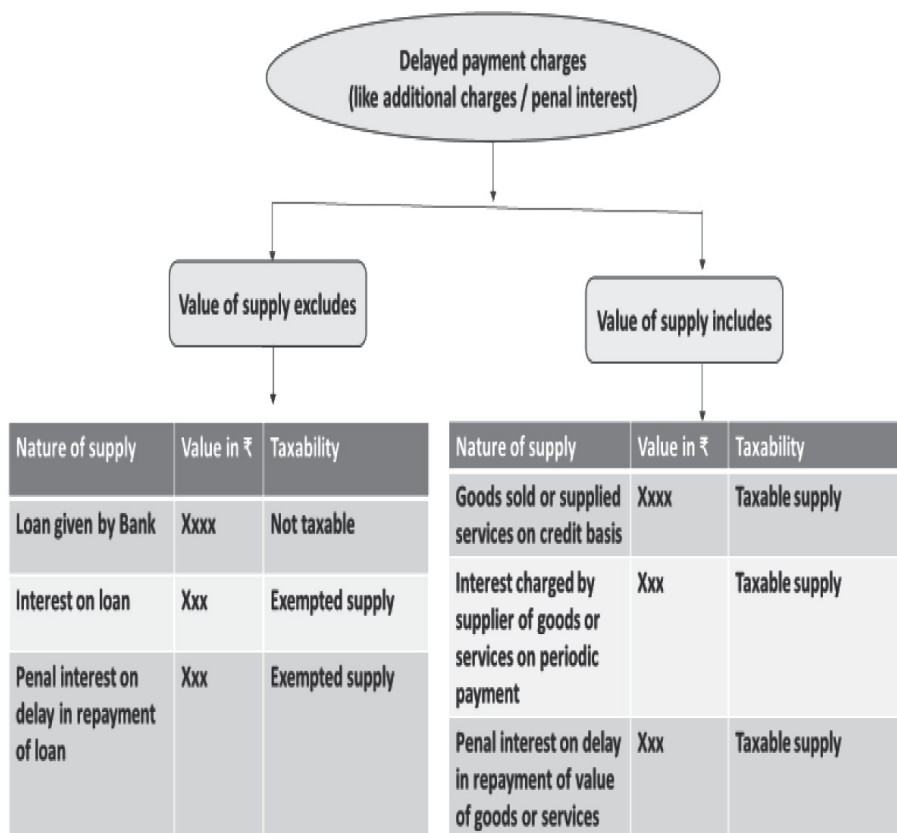 Delayed payment charges
(like additional charges / penal interest)
Value of supply excludes
Value of supply includes
Nature of supply Value in ₹ Taxability
Loan given by Bank Xxxx Not taxable
Interest on loan Xxx Exempted supply
Penal interest on Xxx Exempted supply
delay in repayment
of loan
Nature of supply Value in ₹ Taxability
Goods sold or supplied Xxxx Taxable supply
services on credit basis
Interest charged by Xxx Taxable supply
supplier of goods or
services on periodic
payment
Penal interest on delay Xxx Taxable supply
in repayment of value
of goods or services